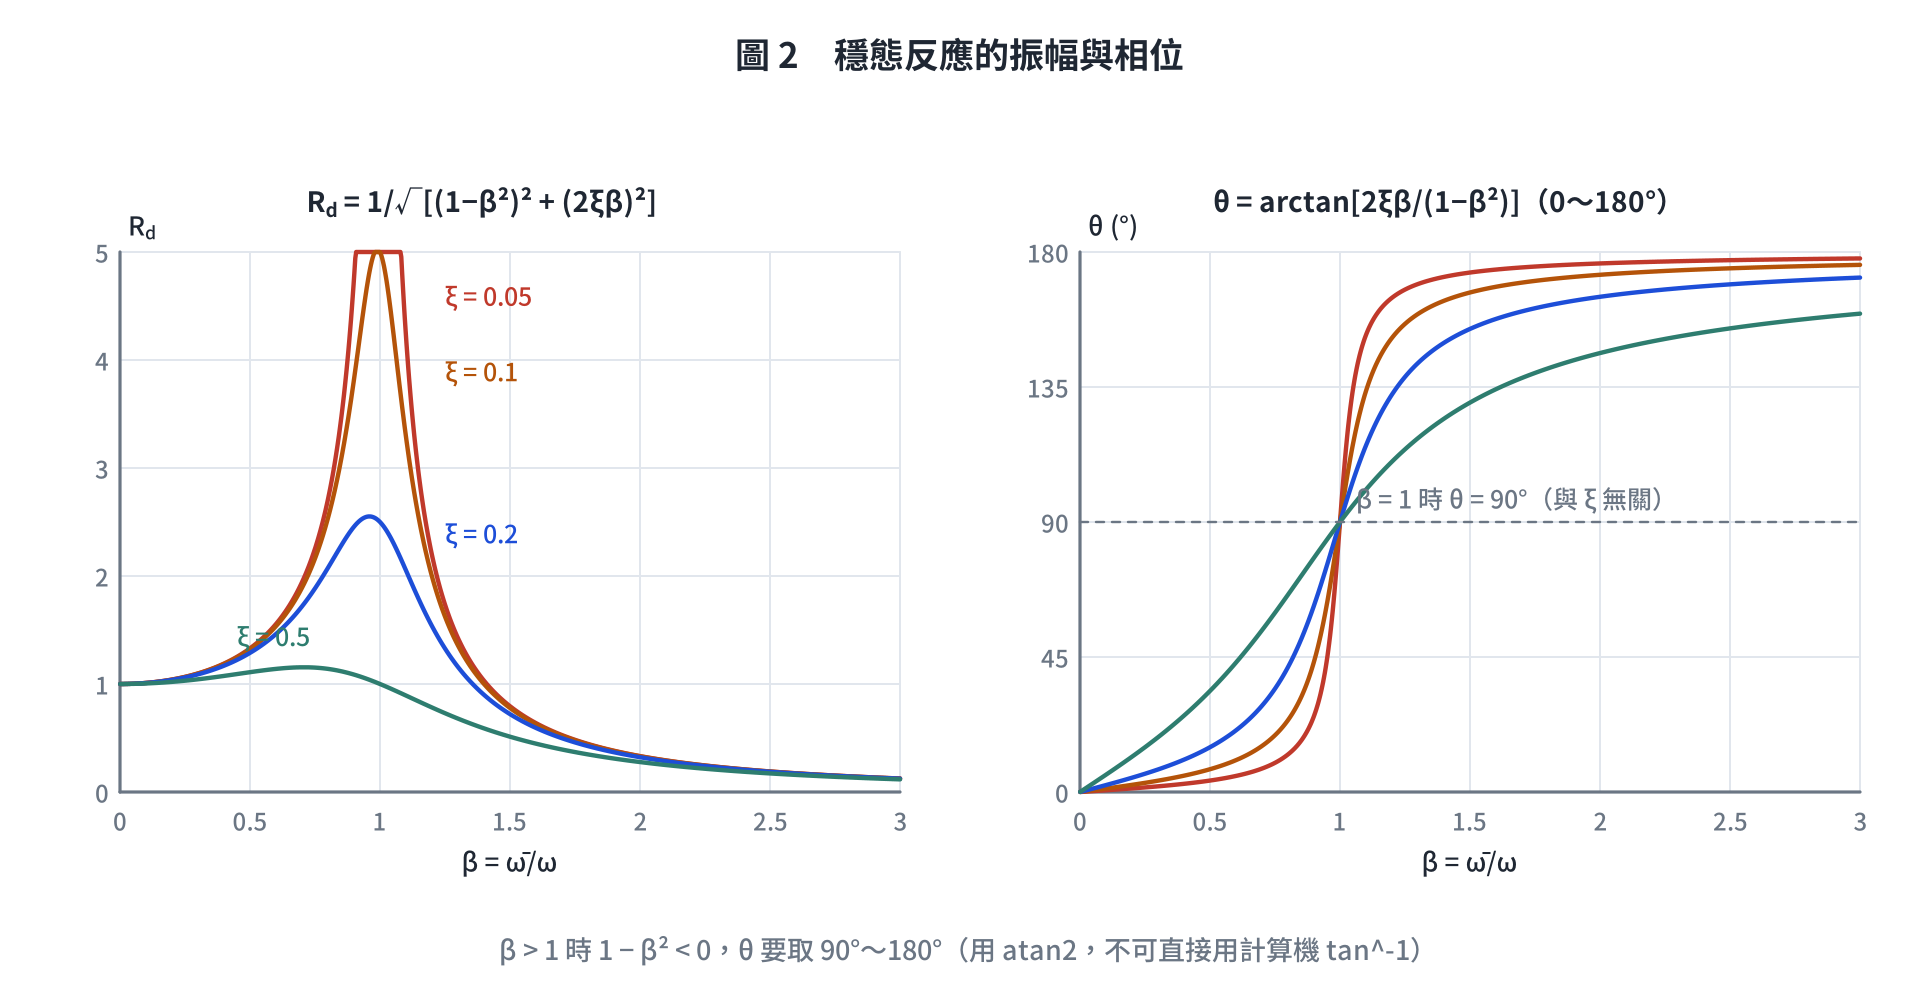 圖 2　穩態反應的振幅與相位
R_d = 1/√[(1−β²)² + (2ξβ)²]
R_d
5
4
3
2
1
0
ξ = 0.05
ξ = 0.1
ξ = 0.2
ξ = 0.5
0 0.5 1 1.5 2 2.5 3
β = ω̄/ω
θ = arctan[2ξβ/(1−β²)]（0～180°）
θ (°)
180
135
90
45
0
β = 1 時 θ = 90°（與 ξ 無關）
0 0.5 1 1.5 2 2.5 3
β = ω̄/ω
β > 1 時 1 − β² < 0，θ 要取 90°～180°（用 atan2，不可直接用計算機 tan^-1）